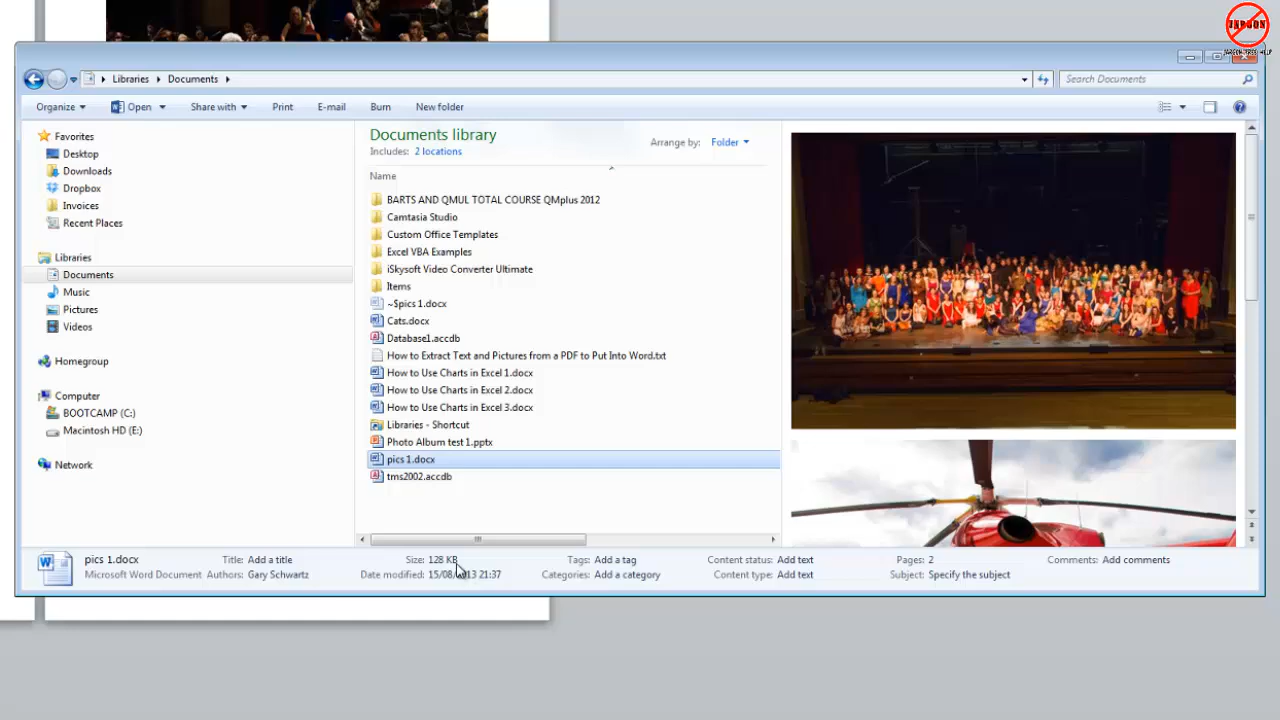 JARGON
JARGON FREE HELP
Libraries
Documents
Search Documents
Organize
Open
Share with
Print
E-mail
Burn
New folder
Favorites
Desktop
Downloads
Dropbox
Invoices
Recent Places
Libraries
Documents
Music
Pictures
Videos
Homegroup
Computer
BOOTCAMP (C:)
Macintosh HD (E:)
Network
Documents library
Includes: 2 locations
Arrange by: Folder
Name
BARTS AND QMUL TOTAL COURSE QMplus 2012
Camtasia Studio
Custom Office Templates
Excel VBA Examples
iSkysoft Video Converter Ultimate
Items
~$pics 1.docx
Cats.docx
Database1.accdb
How to Extract Text and Pictures from a PDF to Put Into Word.txt
How to Use Charts in Excel 1.docx
How to Use Charts in Excel 2.docx
How to Use Charts in Excel 3.docx
Libraries - Shortcut
Photo Album test 1.pptx
pics 1.docx
tms2002.accdb
pics 1.docx
Title: Add a title
Size: 128 KB
Tags: Add a tag
Content status: Add text
Pages: 2
Comments: Add comments
Microsoft Word Document
Authors: Gary Schwartz
Date modified: 15/08/2013 21:37
Categories: Add a category
Content type: Add text
Subject: Specify the subject